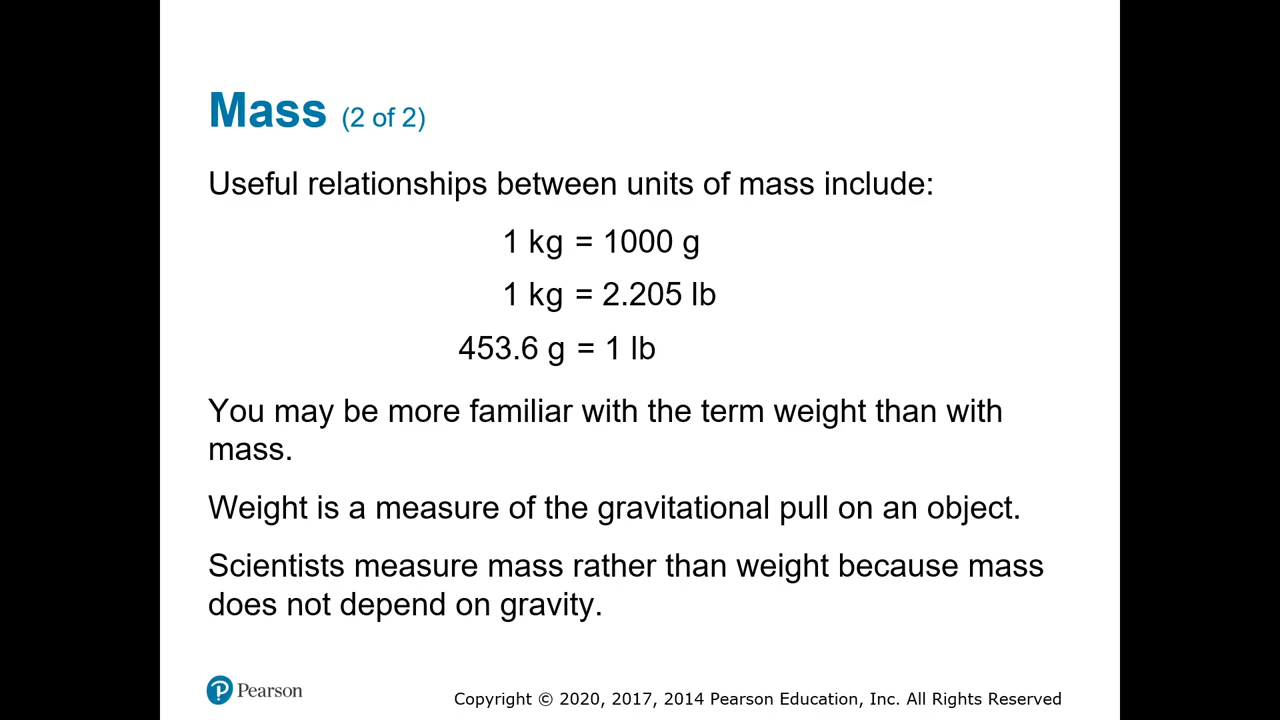 Mass (2 of 2)
Useful relationships between units of mass include:
1 kg = 1000 g
1 kg = 2.205 lb
453.6 g = 1 lb
You may be more familiar with the term weight than with
mass.
Weight is a measure of the gravitational pull on an object.
Scientists measure mass rather than weight because mass
does not depend on gravity.
Pearson
Copyright © 2020, 2017, 2014 Pearson Education, Inc. All Rights Reserved